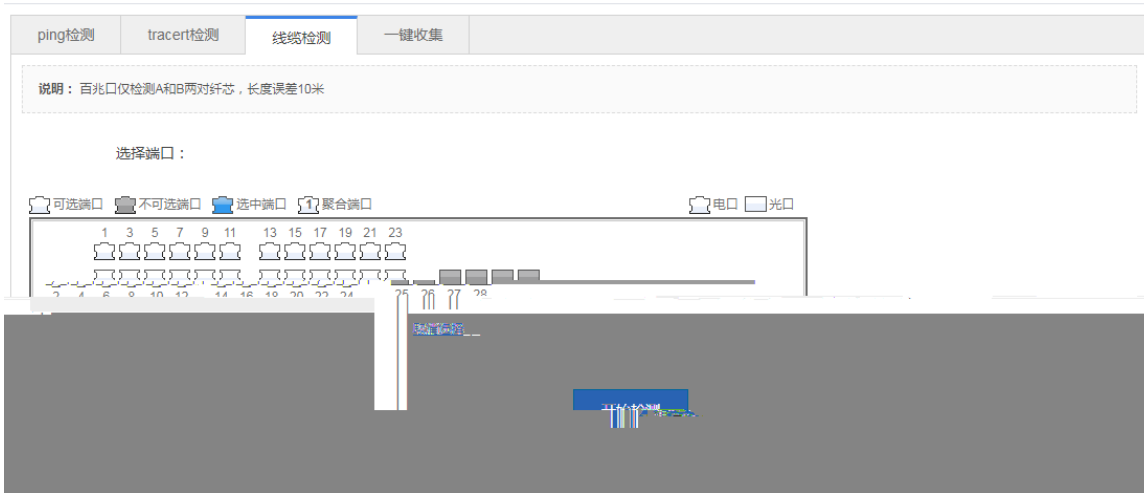 ping检测 tracert检测 线缆检测 一键收集
说明：百兆口仅检测A和B两对纤芯，长度误差10米
选择端口：
可选端口 不可选端口 选中端口 1 聚合端口 电口 光口
1 3 5 7 9 11 13 15 17 19 21 23
2 4 6 8 10 12 14 16 18 20 22 24 25 26 27 28
开始检测